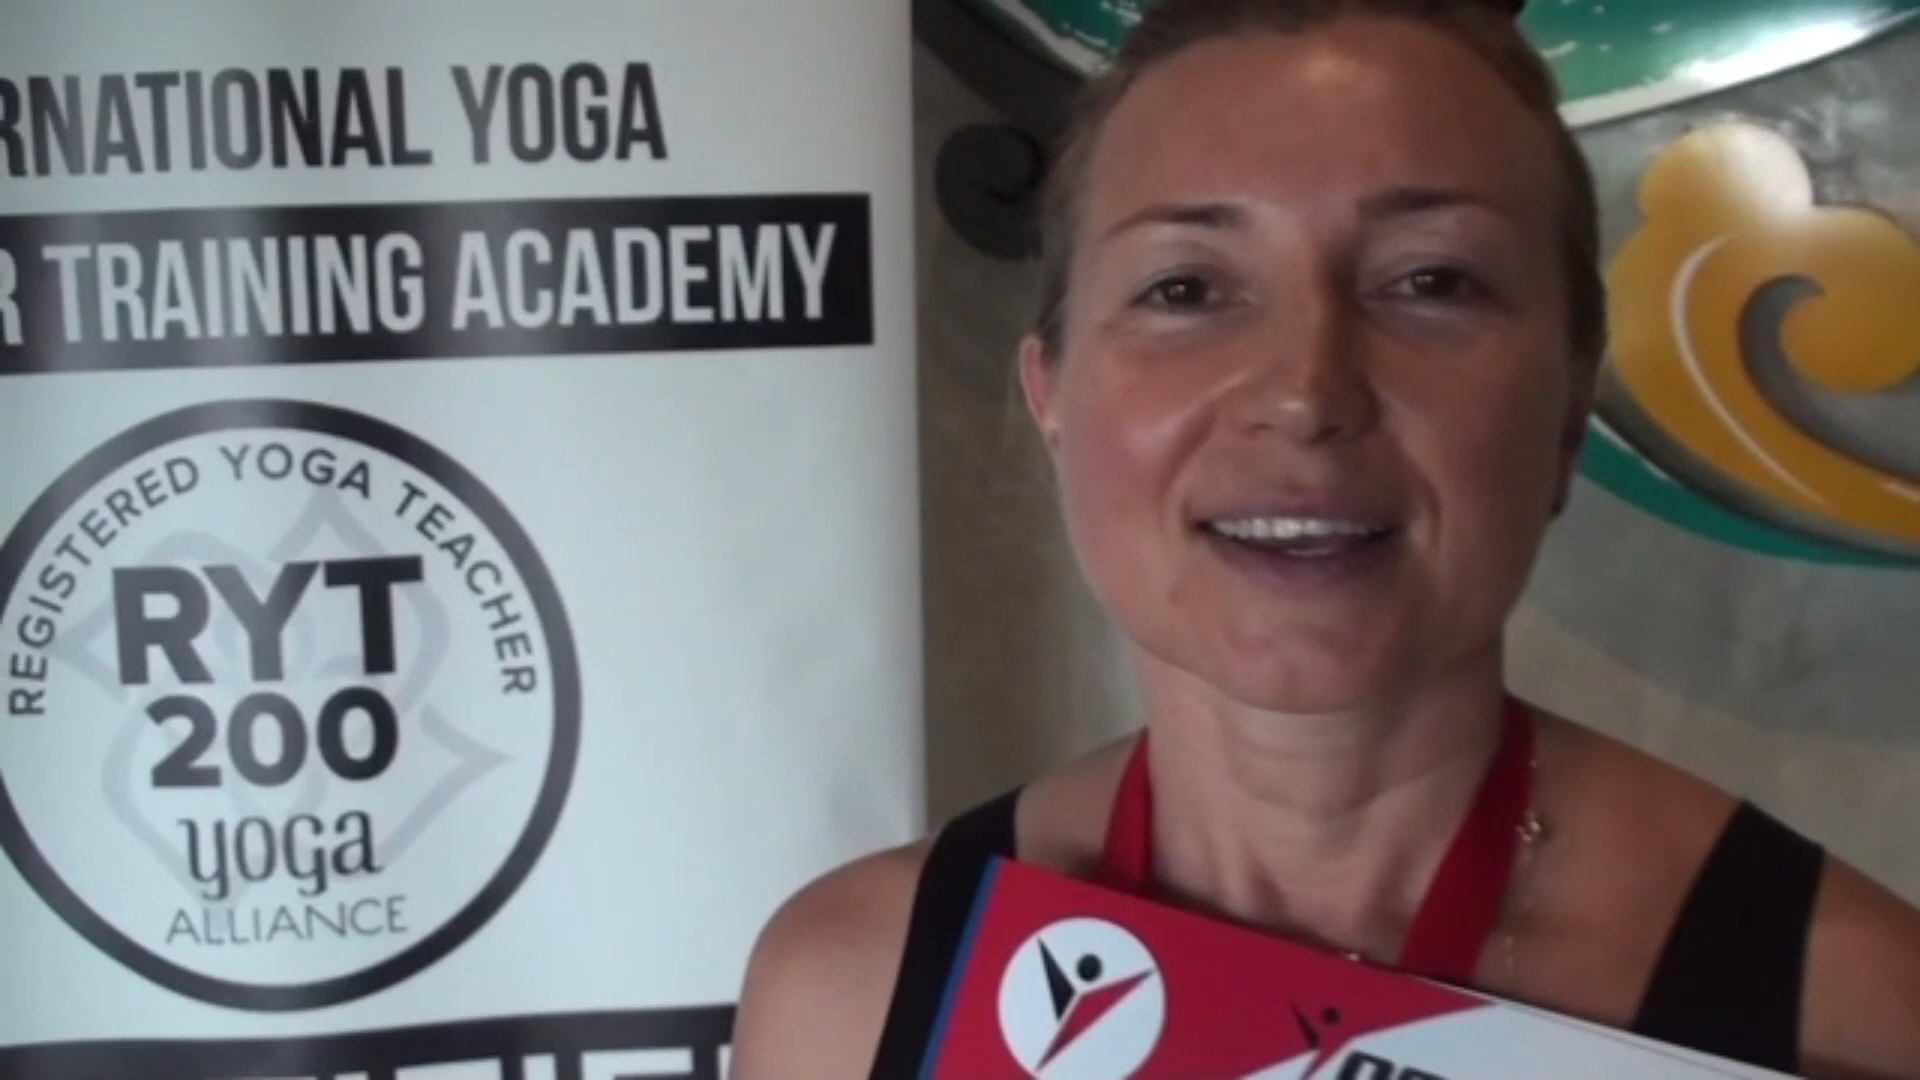 RNATIONAL YOGA
R TRAINING ACADEMY
REGISTERED YOGA TEACHER
RYT
200
yoga
ALLIANCE